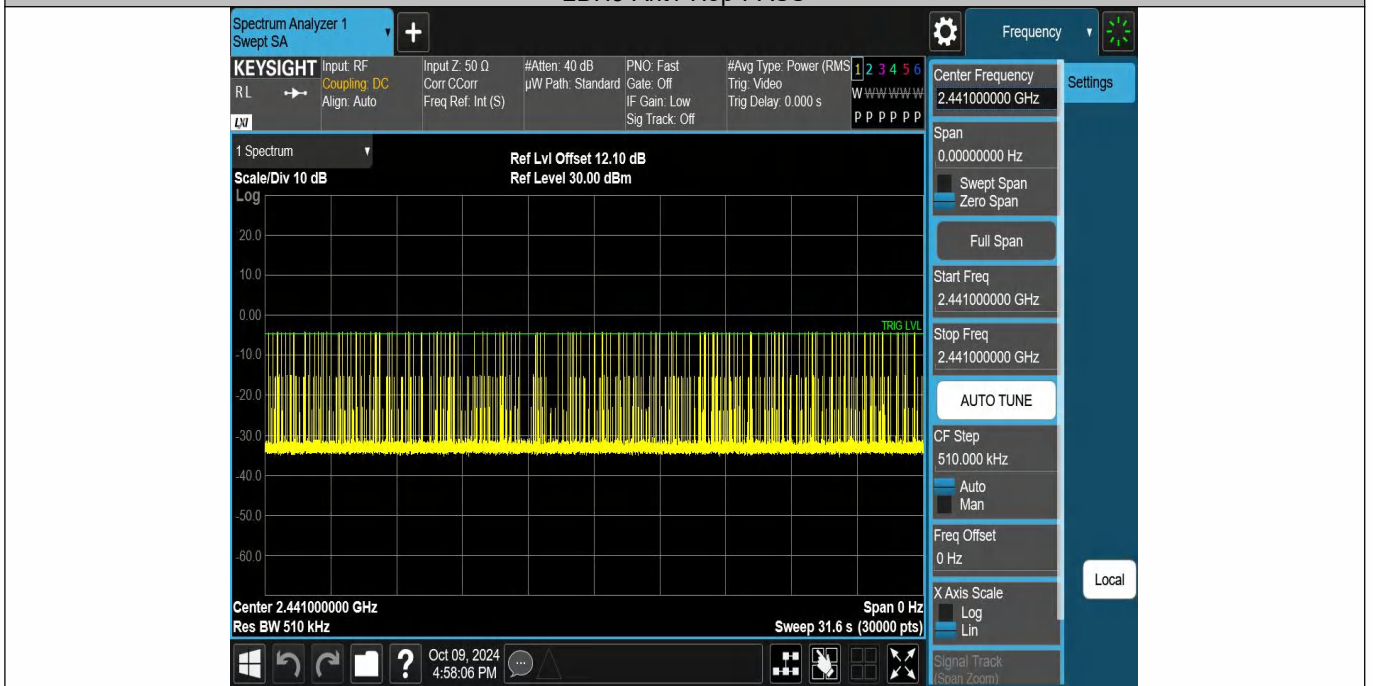 Spectrum Analyzer 1
Swept SA
Frequency
KEYSIGHT
RL
LXI
Input: RF
Coupling: DC
Align: Auto
Input Z: 50 Ω
Corr CCorr
Freq Ref: Int (S)
#Atten: 40 dB
µW Path: Standard
PNO: Fast
Gate: Off
IF Gain: Low
Sig Track: Off
#Avg Type: Power (RMS
Trig: Video
Trig Delay: 0.000 s
1 2 3 4 5 6
W W W W W W
P P P P P P
Center Frequency
2.441000000 GHz
Settings
Span
0.00000000 Hz
Swept Span
Zero Span
Full Span
Start Freq
2.441000000 GHz
Stop Freq
2.441000000 GHz
AUTO TUNE
CF Step
510.000 kHz
Auto
Man
Freq Offset
0 Hz
X Axis Scale
Log
Lin
Signal Track
(Span Zoom)
Local
1 Spectrum
Scale/Div 10 dB
Ref Lvl Offset 12.10 dB
Ref Level 30.00 dBm
Log
20.0
10.0
0.00
TRIG LVL
-10.0
-20.0
-30.0
-40.0
-50.0
-60.0
Center 2.441000000 GHz
Span 0 Hz
Res BW 510 kHz
Sweep 31.6 s (30000 pts)
?
Oct 09, 2024
4:58:06 PM